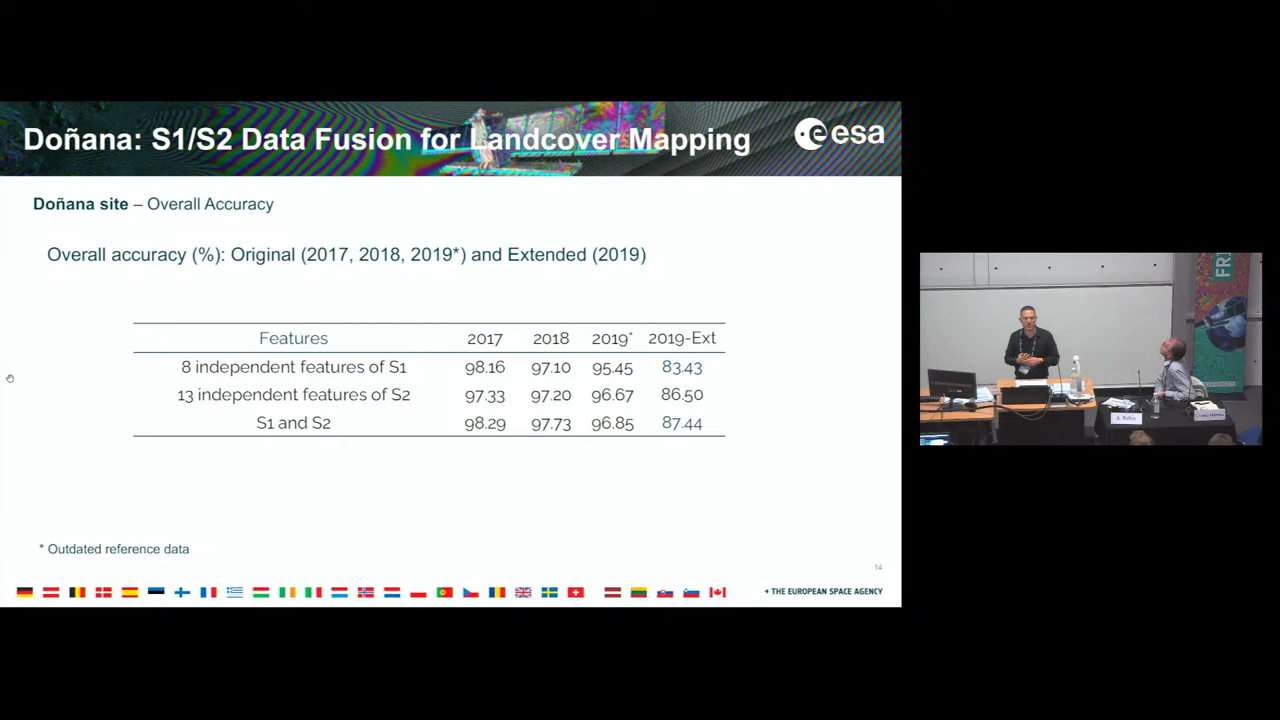 Doñana: S1/S2 Data Fusion for Landcover Mapping
esa
Doñana site – Overall Accuracy
Overall accuracy (%): Original (2017, 2018, 2019*) and Extended (2019)
Features 2017 2018 2019* 2019-Ext
8 independent features of S1 98.16 97.10 95.45 83.43
13 independent features of S2 97.33 97.20 96.67 86.50
S1 and S2 98.29 97.73 96.85 87.44
* Outdated reference data
14
→ THE EUROPEAN SPACE AGENCY
FRI